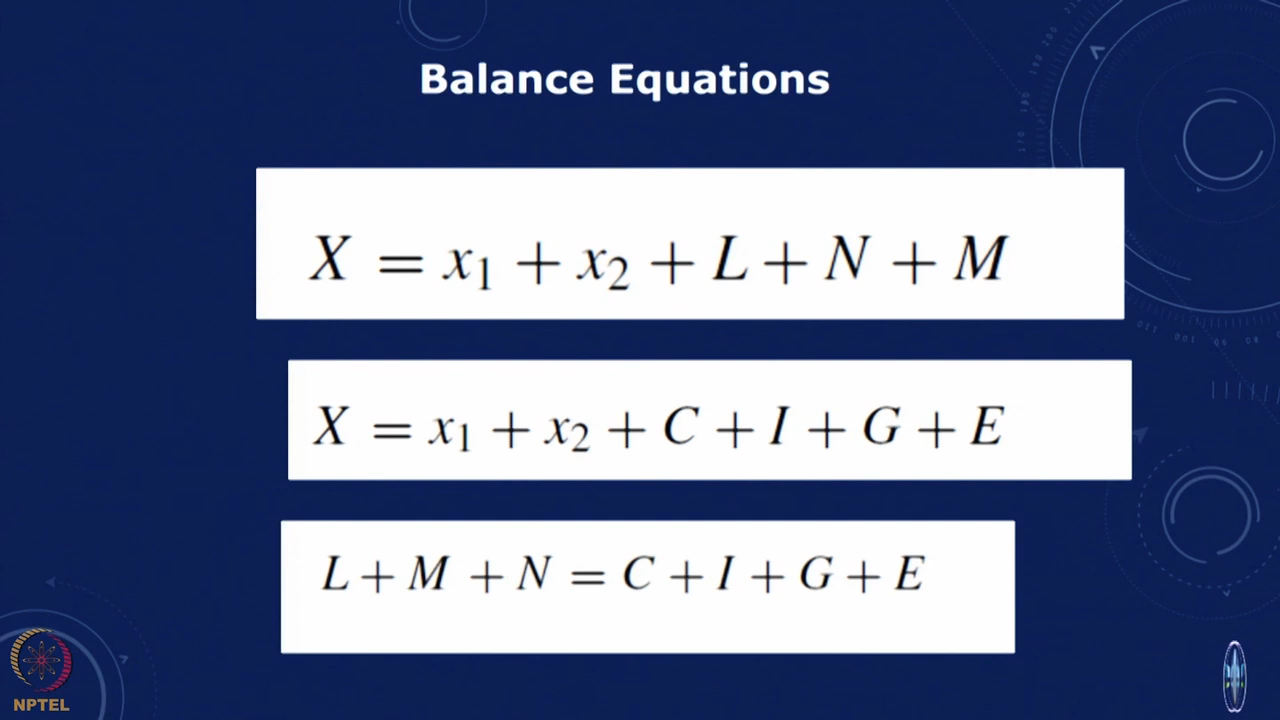 Balance Equations
X = x₁ + x₂ + L + N + M
X = x₁ + x₂ + C + I + G + E
L + M + N = C + I + G + E
NPTEL